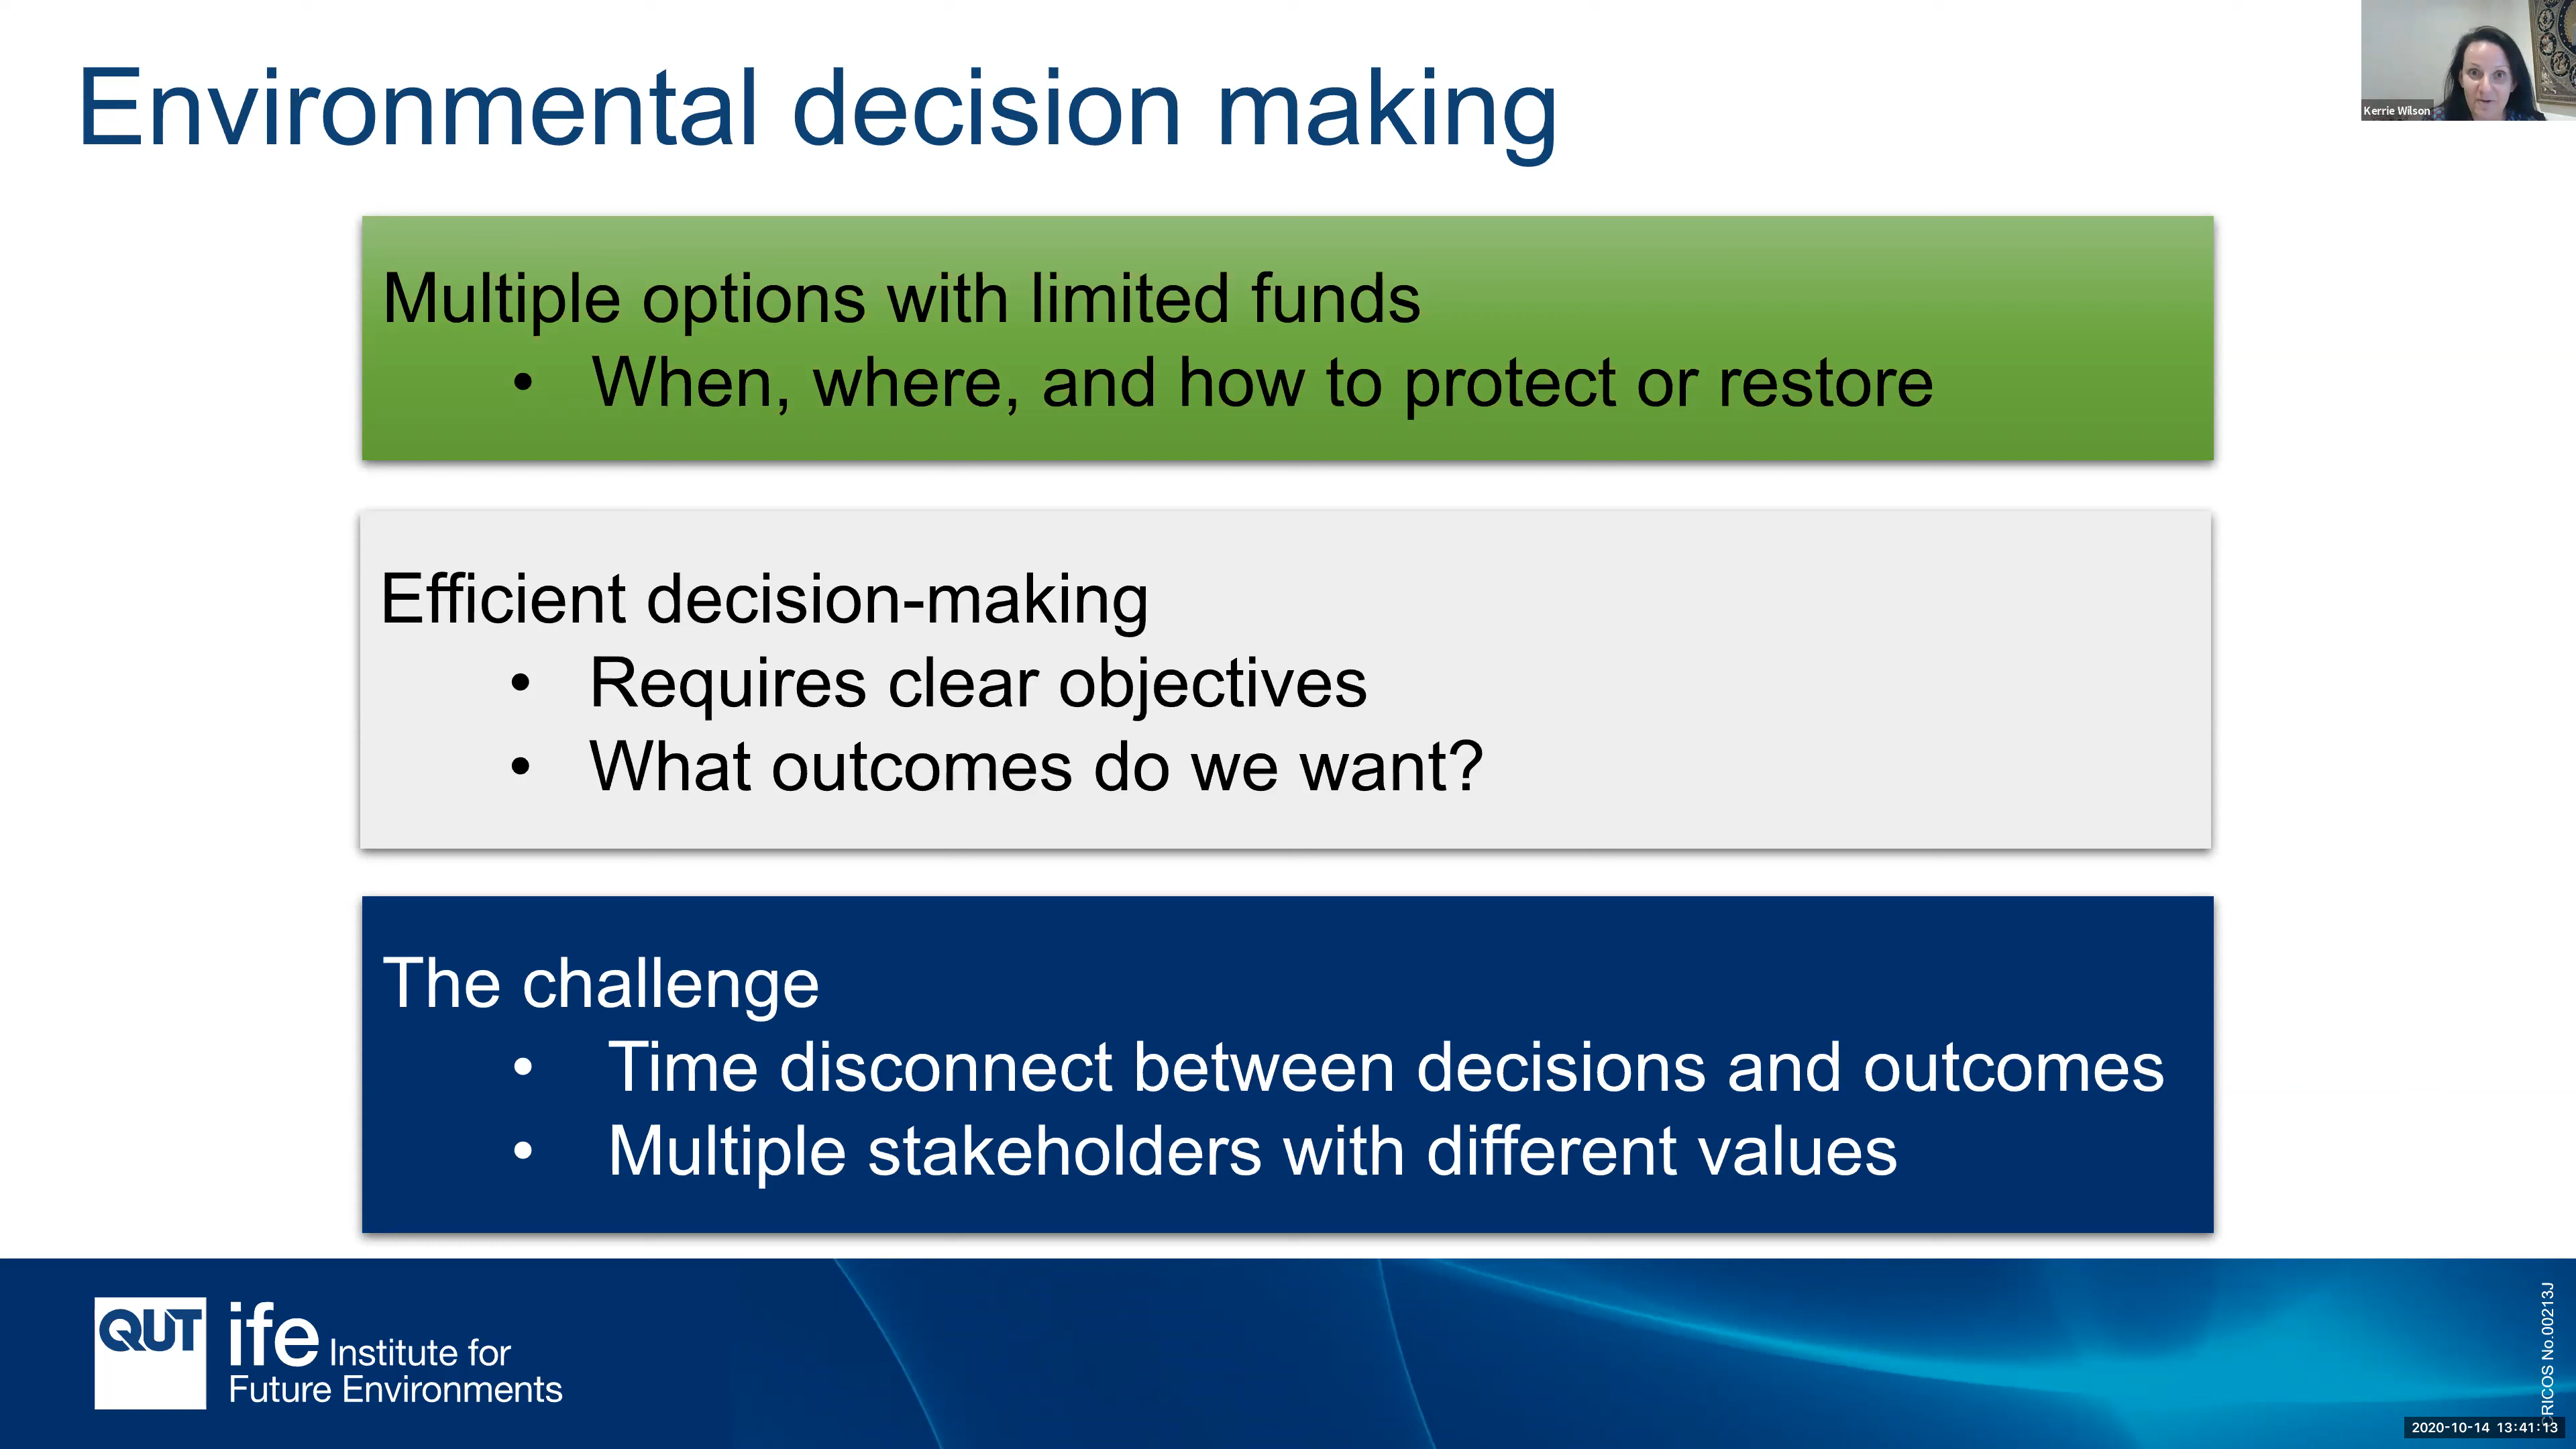 Environmental decision making
Kerrie Wilson
Multiple options with limited funds
• When, where, and how to protect or restore
Efficient decision-making
• Requires clear objectives
• What outcomes do we want?
The challenge
• Time disconnect between decisions and outcomes
• Multiple stakeholders with different values
QUT
ife Institute for
Future Environments
CRICOS No.00213J
2020-10-14 13:41:13